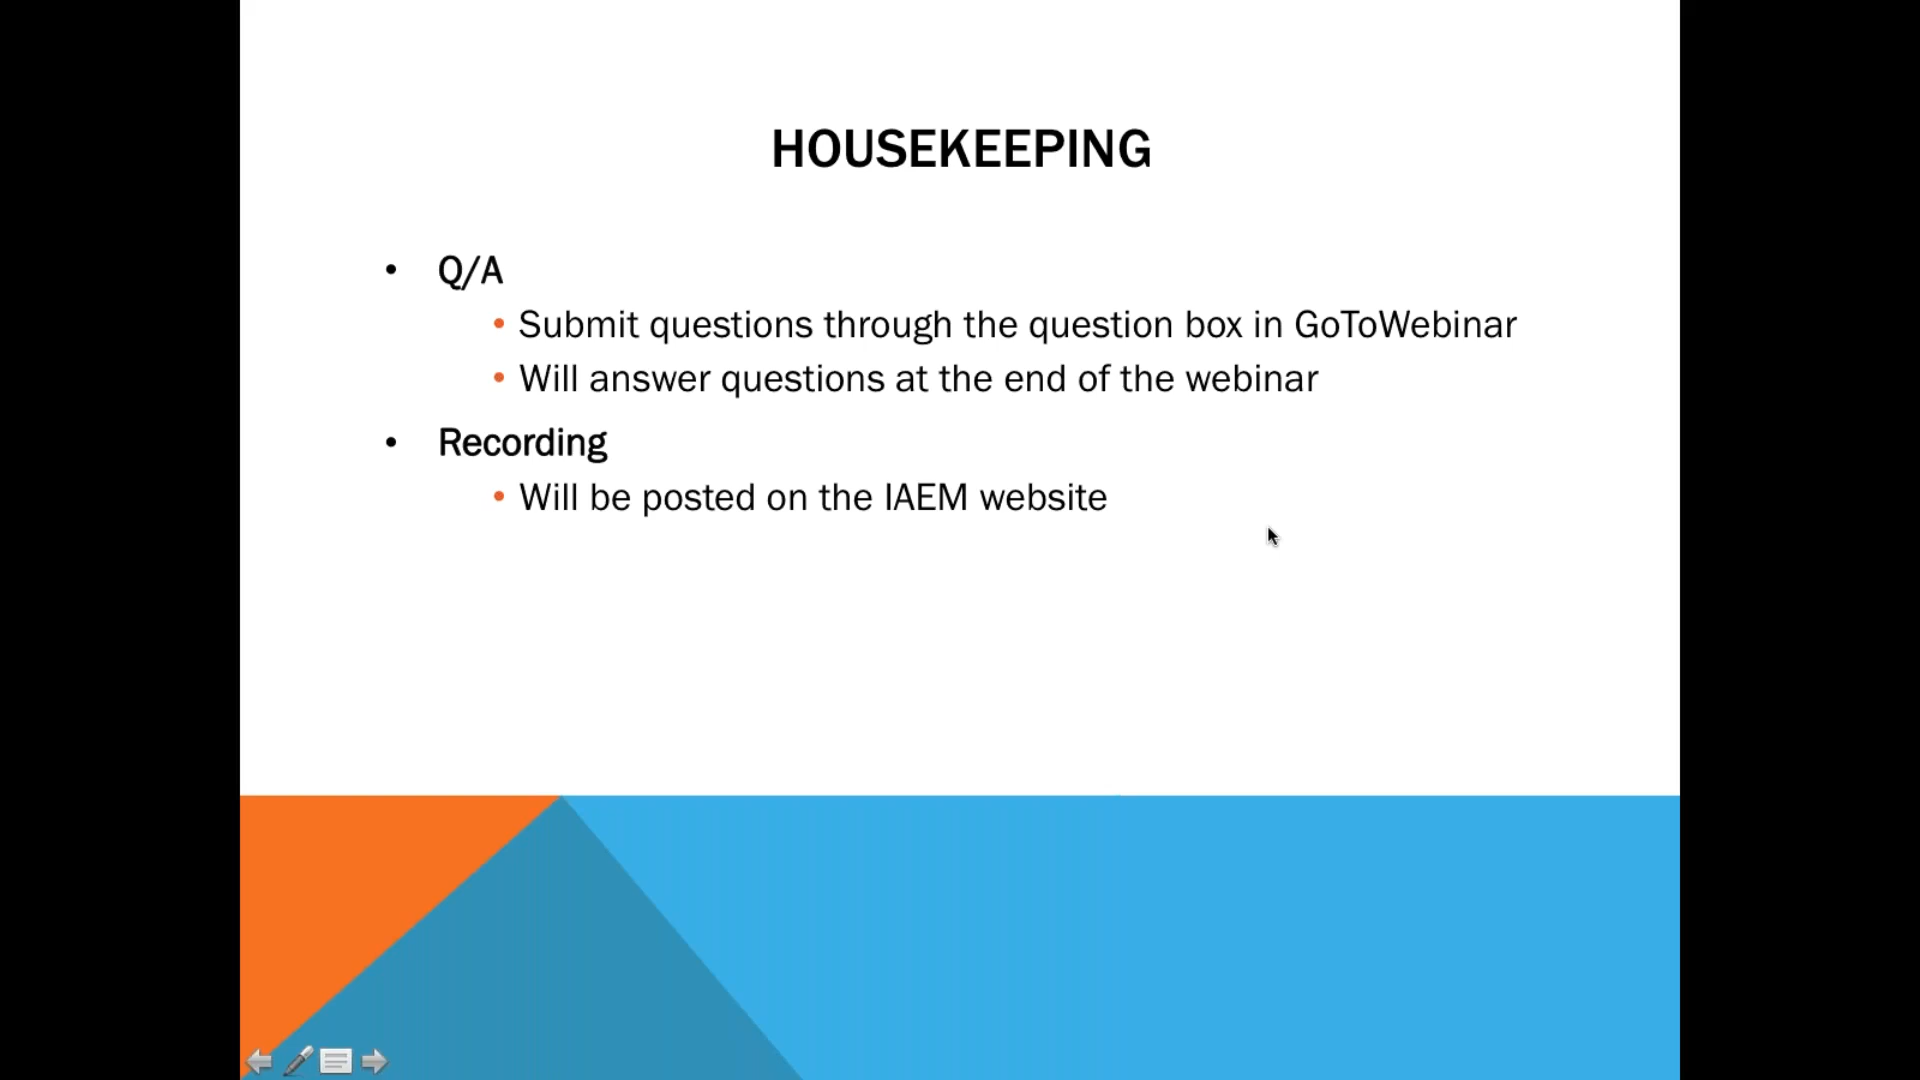 HOUSEKEEPING
• Q/A
• Submit questions through the question box in GoToWebinar
• Will answer questions at the end of the webinar
• Recording
• Will be posted on the IAEM website